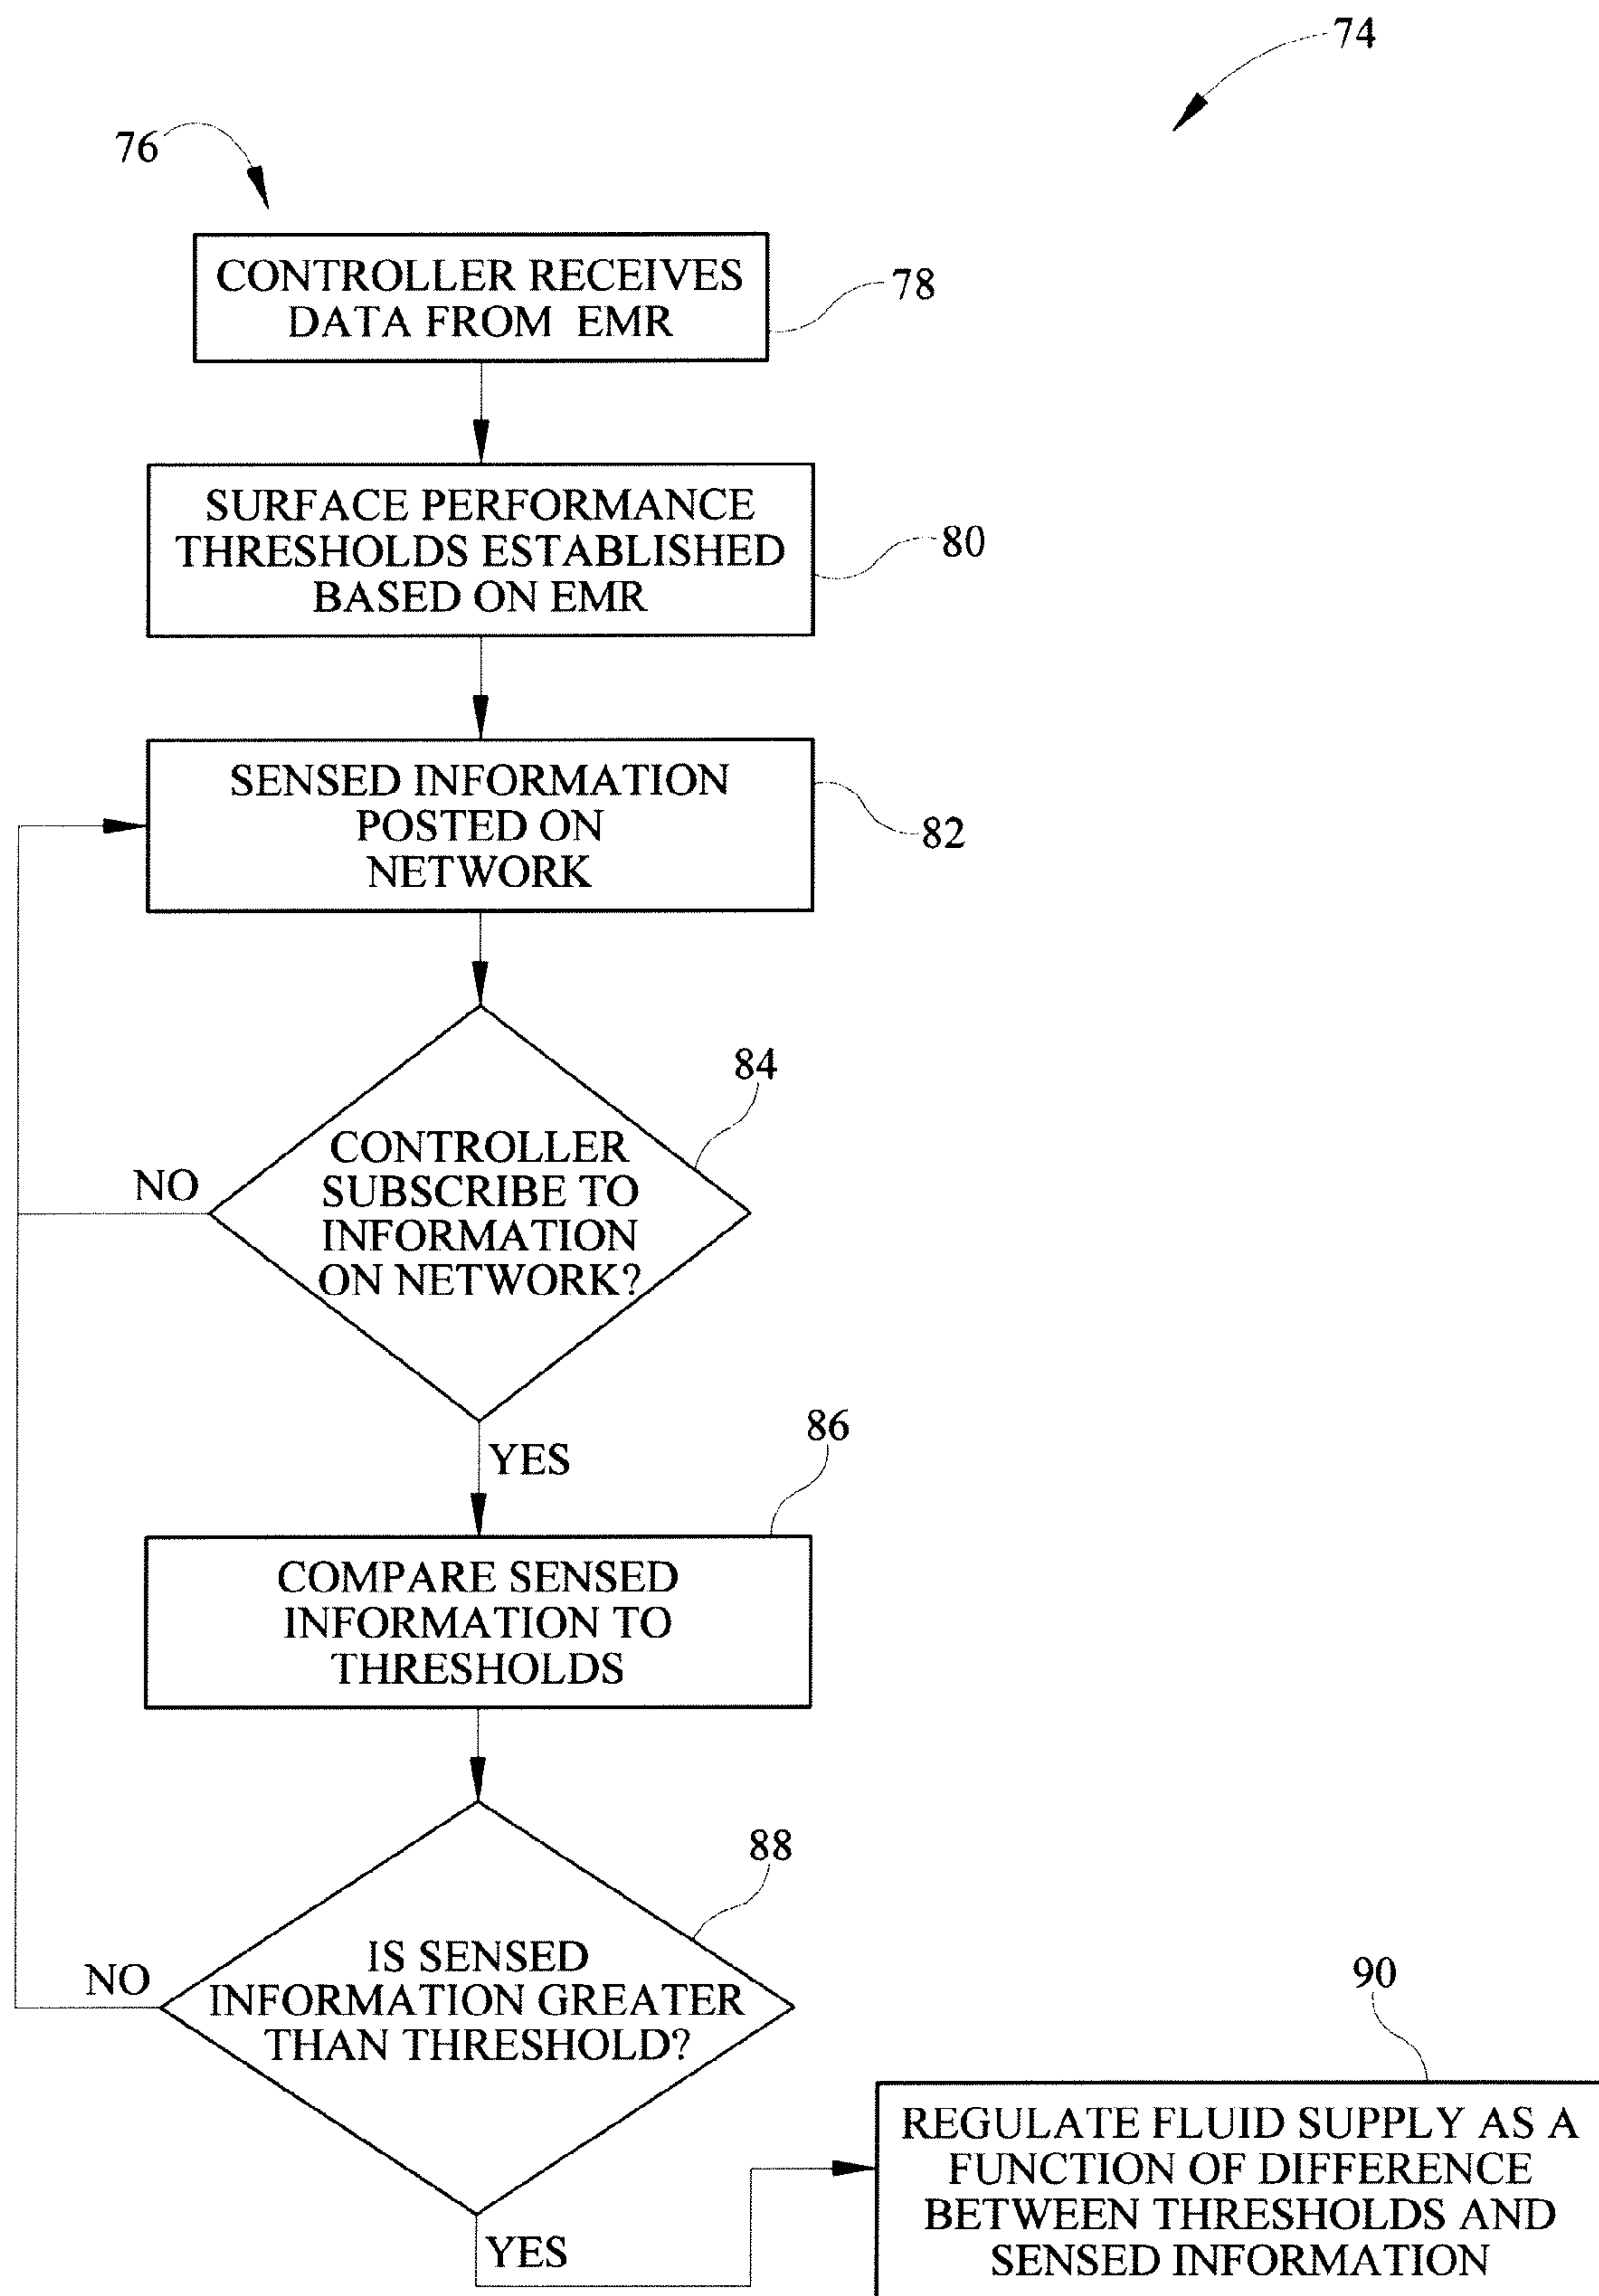 74
76
CONTROLLER RECEIVES
DATA FROM EMR
78
SURFACE PERFORMANCE
THRESHOLDS ESTABLISHED
BASED ON EMR
80
SENSED INFORMATION
POSTED ON
NETWORK
82
84
CONTROLLER
SUBSCRIBE TO
INFORMATION
ON NETWORK?
NO
YES
86
COMPARE SENSED
INFORMATION TO
THRESHOLDS
88
IS SENSED
INFORMATION GREATER
THAN THRESHOLD?
NO
YES
90
REGULATE FLUID SUPPLY AS A
FUNCTION OF DIFFERENCE
BETWEEN THRESHOLDS AND
SENSED INFORMATION